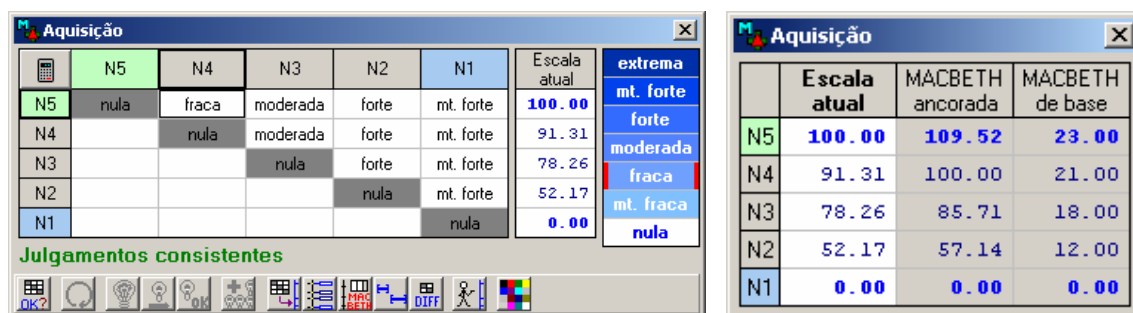 Aquisição
N5 N4 N3 N2 N1 Escala atual
N5 nula fraca moderada forte mt. forte 100.00
N4 nula moderada forte mt. forte 91.31
N3 nula forte mt. forte 78.26
N2 nula mt. forte 52.17
N1 nula 0.00
extrema
mt. forte
forte
moderada
fraca
mt. fraca
nula
Julgamentos consistentes
OK? OK MAC BETH DIFF
Aquisição
Escala atual MACBETH ancorada MACBETH de base
N5 100.00 109.52 23.00
N4 91.31 100.00 21.00
N3 78.26 85.71 18.00
N2 52.17 57.14 12.00
N1 0.00 0.00 0.00